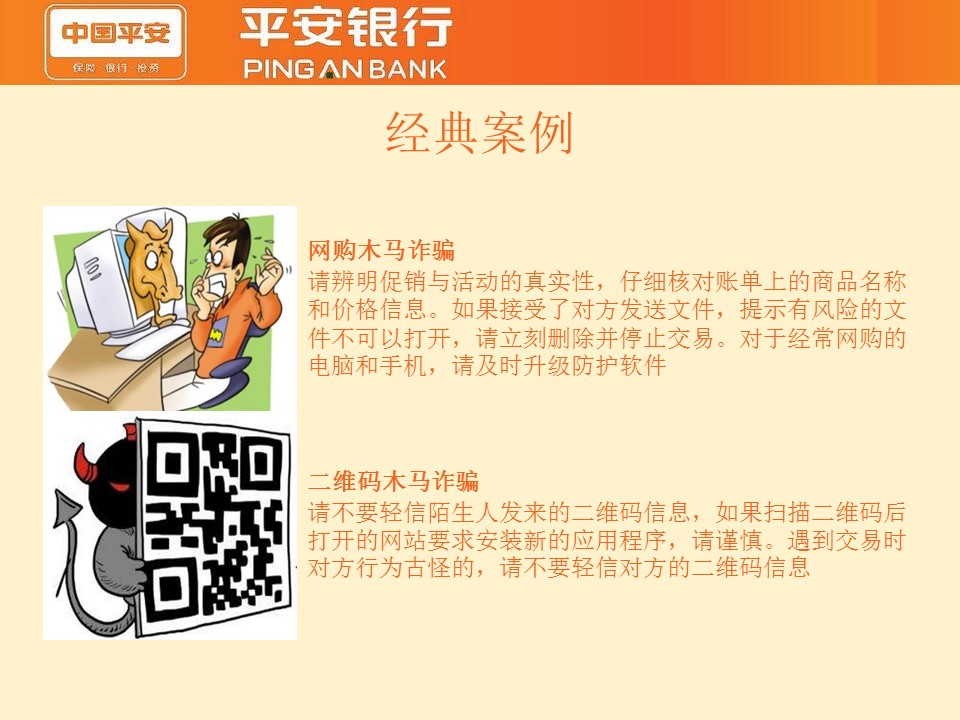 中国平安
保险·银行·投资
平安银行
PING AN BANK
经典案例
网购木马诈骗
请辨明促销与活动的真实性，仔细核对账单上的商品名称
和价格信息。如果接受了对方发送文件，提示有风险的文
件不可以打开，请立刻删除并停止交易。对于经常网购的
电脑和手机，请及时升级防护软件
二维码木马诈骗
请不要轻信陌生人发来的二维码信息，如果扫描二维码后
打开的网站要求安装新的应用程序，请谨慎。遇到交易时
对方行为古怪的，请不要轻信对方的二维码信息